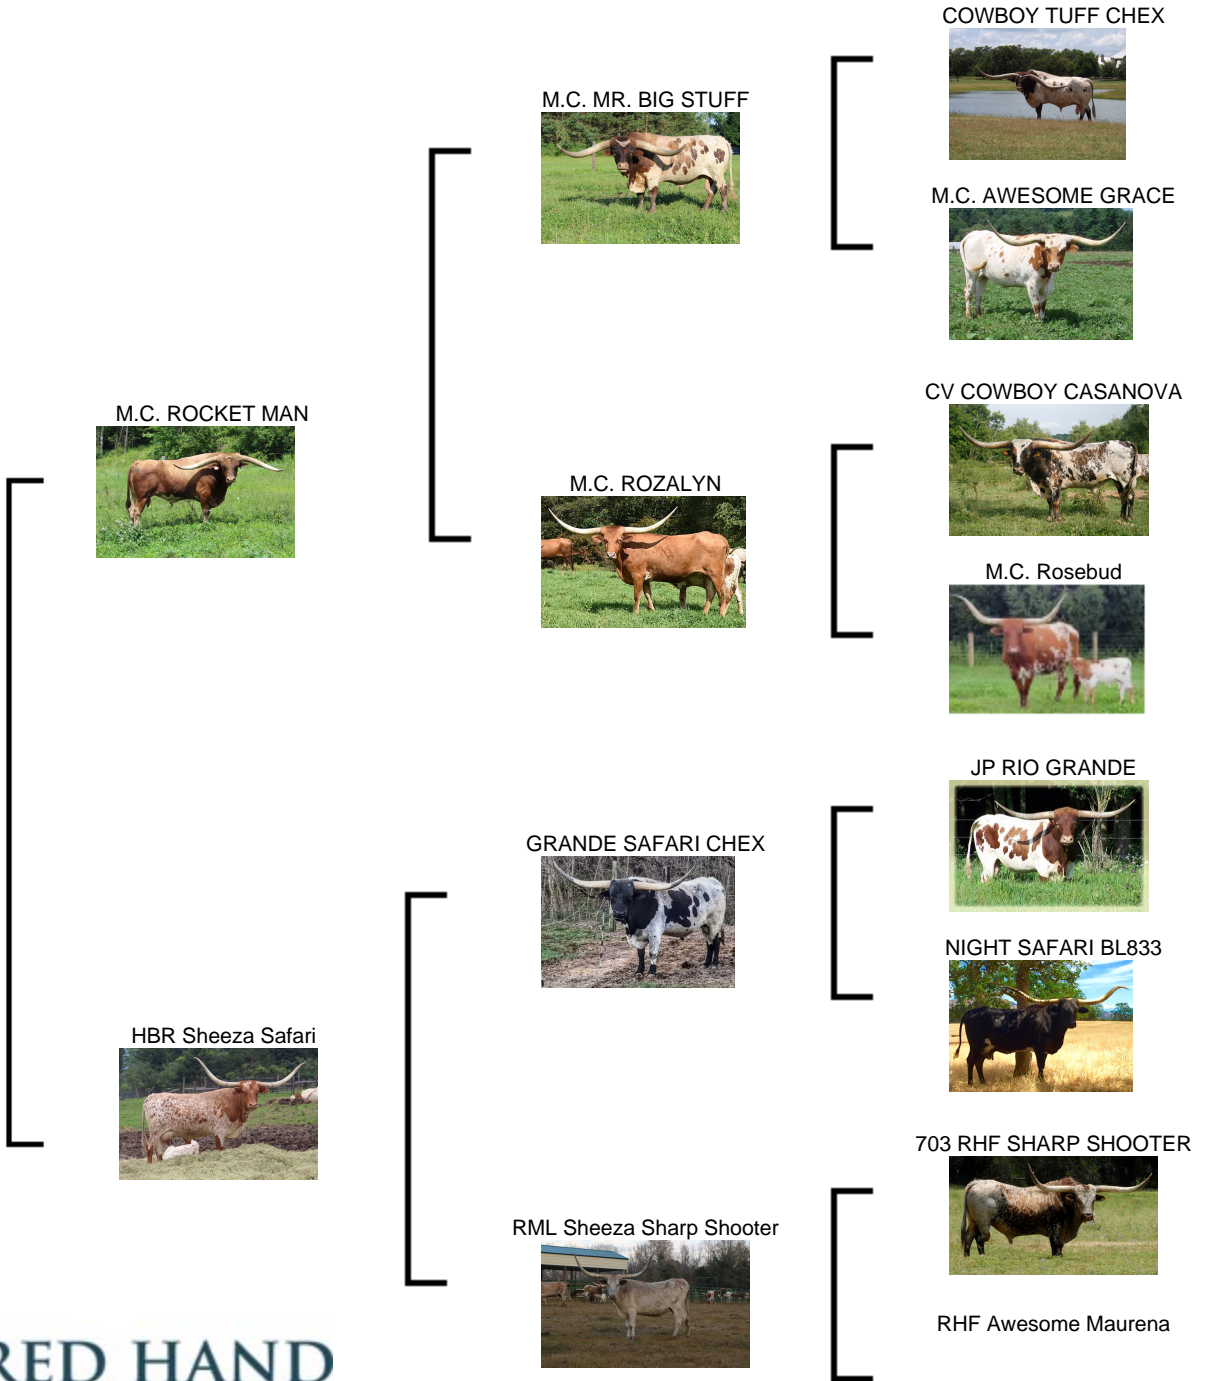 COWBOY TUFF CHEX
M.C. MR. BIG STUFF
M.C. AWESOME GRACE
CV COWBOY CASANOVA
M.C. ROCKET MAN
M.C. ROZALYN
M.C. Rosebud
JP RIO GRANDE
GRANDE SAFARI CHEX
NIGHT SAFARI BL833
HBR Sheeza Safari
703 RHF SHARP SHOOTER
RML Sheeza Sharp Shooter
RHF Awesome Maurena
RED HAND